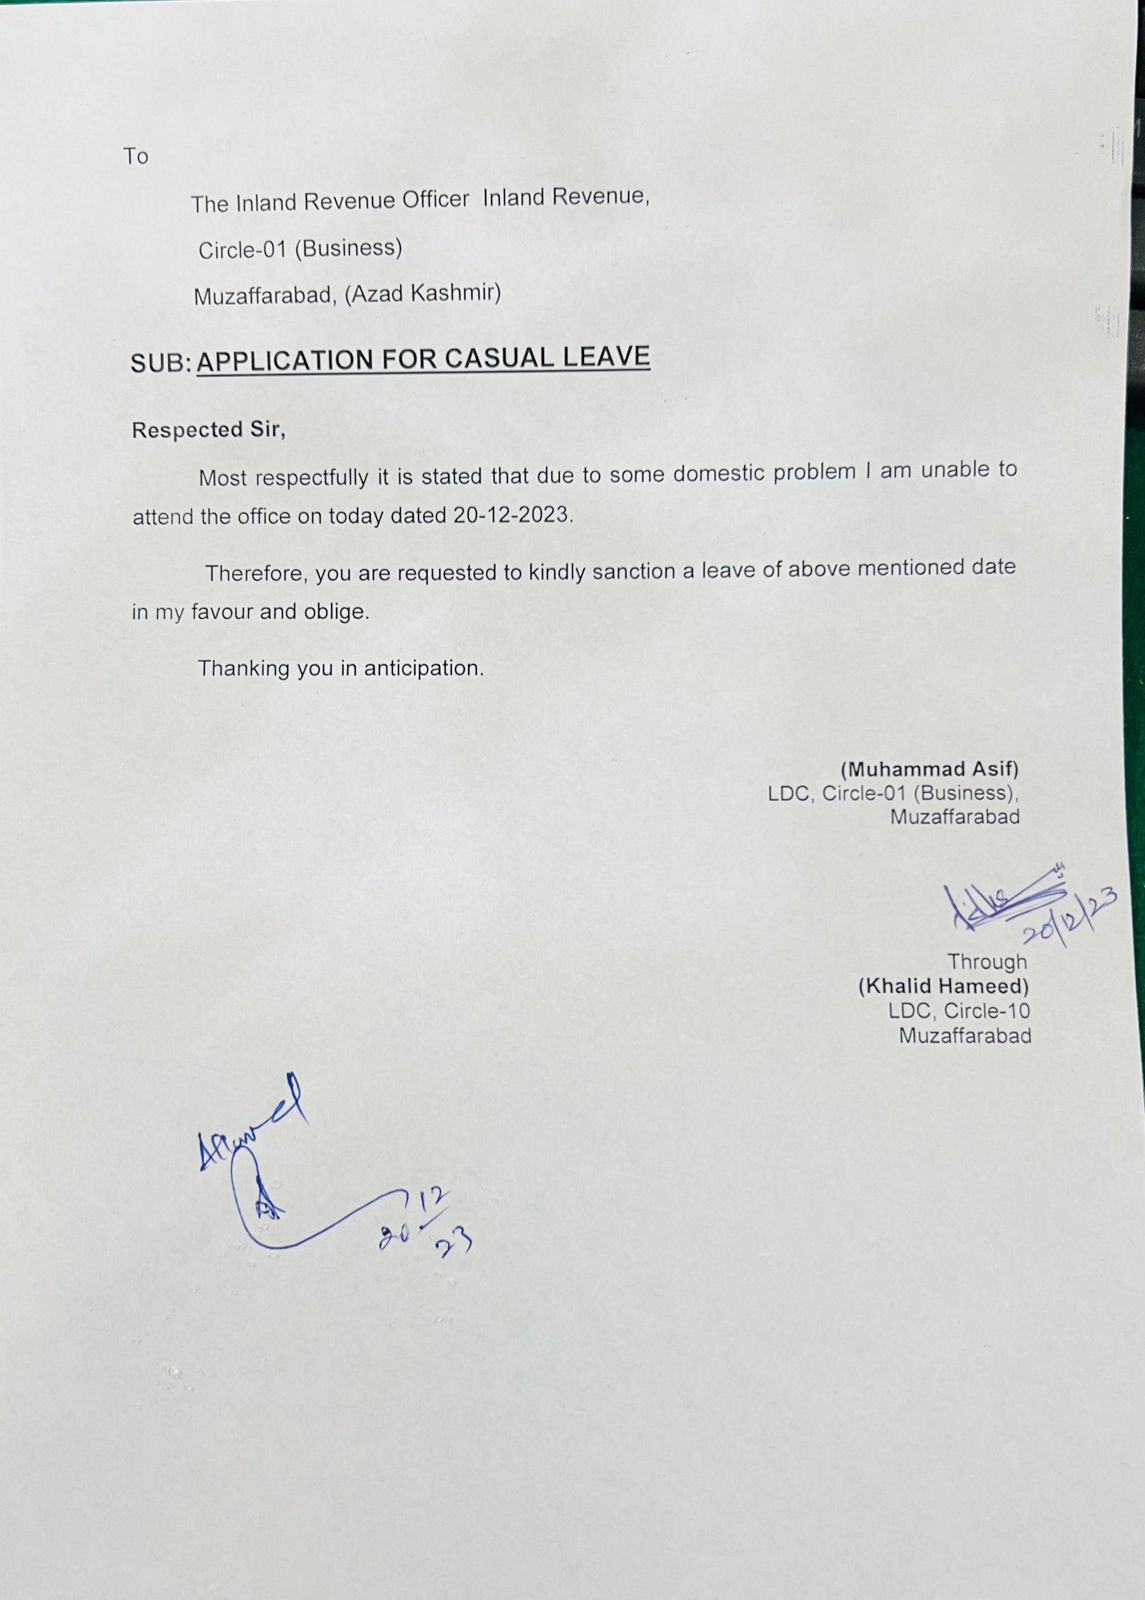 To
The Inland Revenue Officer Inland Revenue,
Circle-01 (Business)
Muzaffarabad, (Azad Kashmir)
SUB: APPLICATION FOR CASUAL LEAVE
Respected Sir,
Most respectfully it is stated that due to some domestic problem I am unable to
attend the office on today dated 20-12-2023.
Therefore, you are requested to kindly sanction a leave of above mentioned date
in my favour and oblige.
Thanking you in anticipation.
(Muhammad Asif)
LDC, Circle-01 (Business),
Muzaffarabad
20/12/23
Through
(Khalid Hameed)
LDC, Circle-10
Muzaffarabad
20 12/23